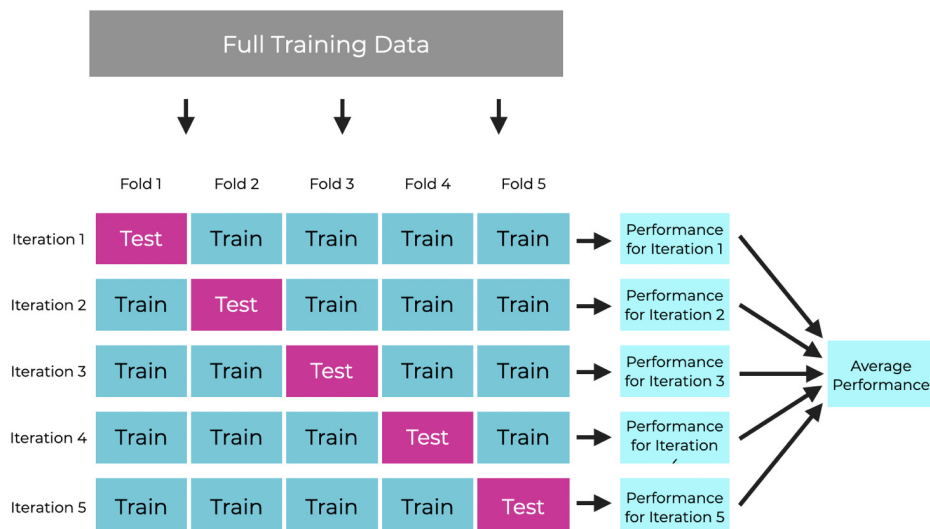 Full Training Data
Fold 1 Fold 2 Fold 3 Fold 4 Fold 5
Iteration 1 Test Train Train Train Train Performance
for Iteration 1
Iteration 2 Train Test Train Train Train Performance
for Iteration 2
Iteration 3 Train Train Test Train Train Performance
for Iteration 3
Average
Performance
Iteration 4 Train Train Train Test Train Performance
for Iteration
Iteration 5 Train Train Train Train Test Performance
for Iteration 5